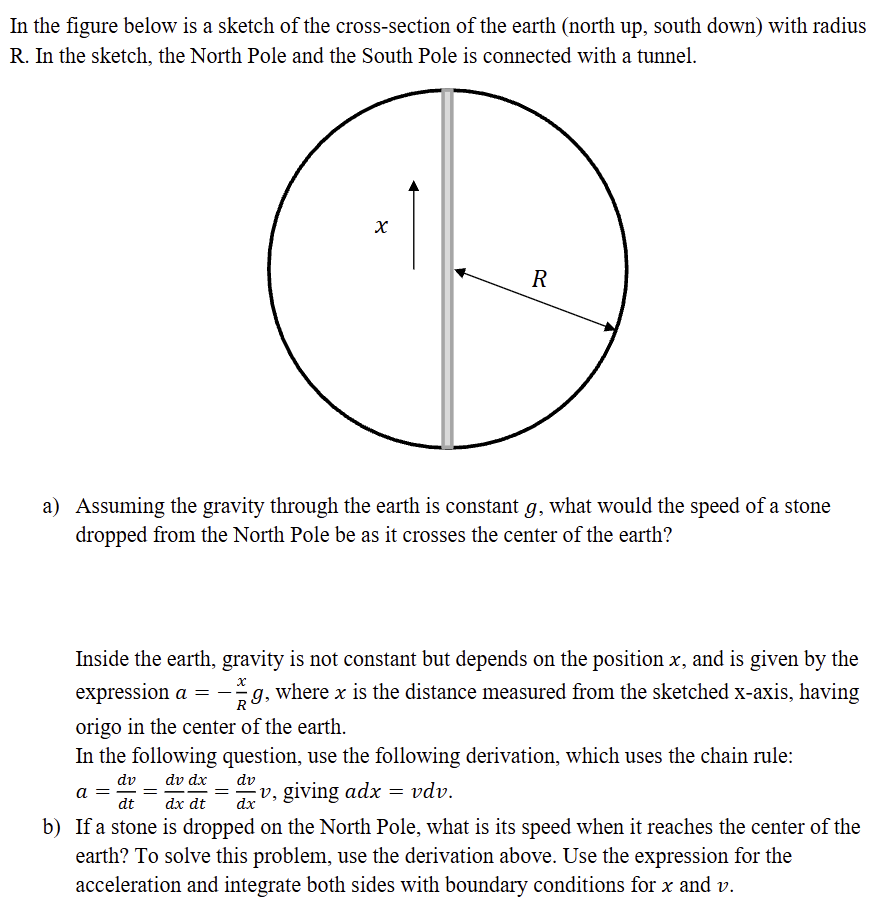 In the figure below is a sketch of the cross-section of the earth (north up, south down) with radius
R. In the sketch, the North Pole and the South Pole is connected with a tunnel.
x
R
a) Assuming the gravity through the earth is constant g, what would the speed of a stone
dropped from the North Pole be as it crosses the center of the earth?
Inside the earth, gravity is not constant but depends on the position x, and is given by the
expression a = −x/R g, where x is the distance measured from the sketched x-axis, having
origo in the center of the earth.
In the following question, use the following derivation, which uses the chain rule:
a = dv/dt = dv/dx dx/dt = dv/dx v, giving adx = vdv.
b) If a stone is dropped on the North Pole, what is its speed when it reaches the center of the
earth? To solve this problem, use the derivation above. Use the expression for the
acceleration and integrate both sides with boundary conditions for x and v.